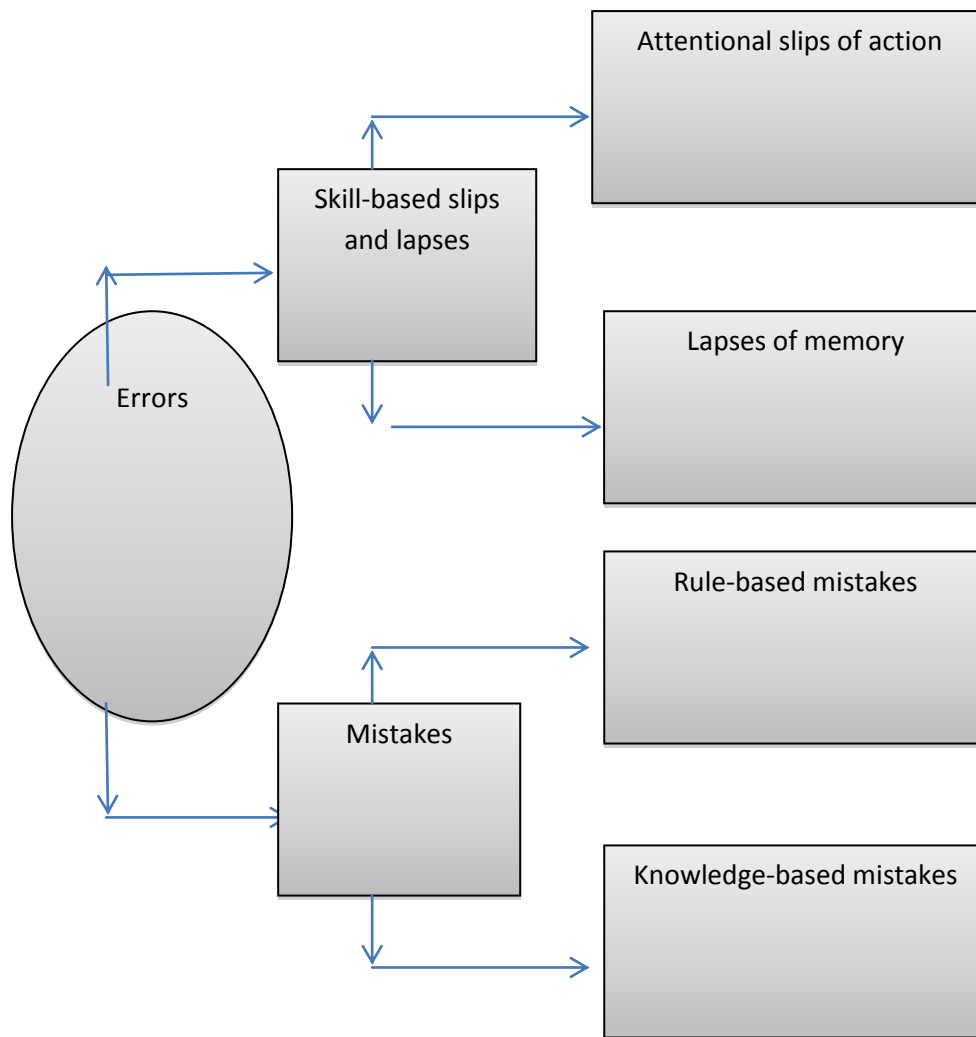 Attentional slips of action
Skill-based slips
and lapses
Lapses of memory
Errors
Rule-based mistakes
Mistakes
Knowledge-based mistakes